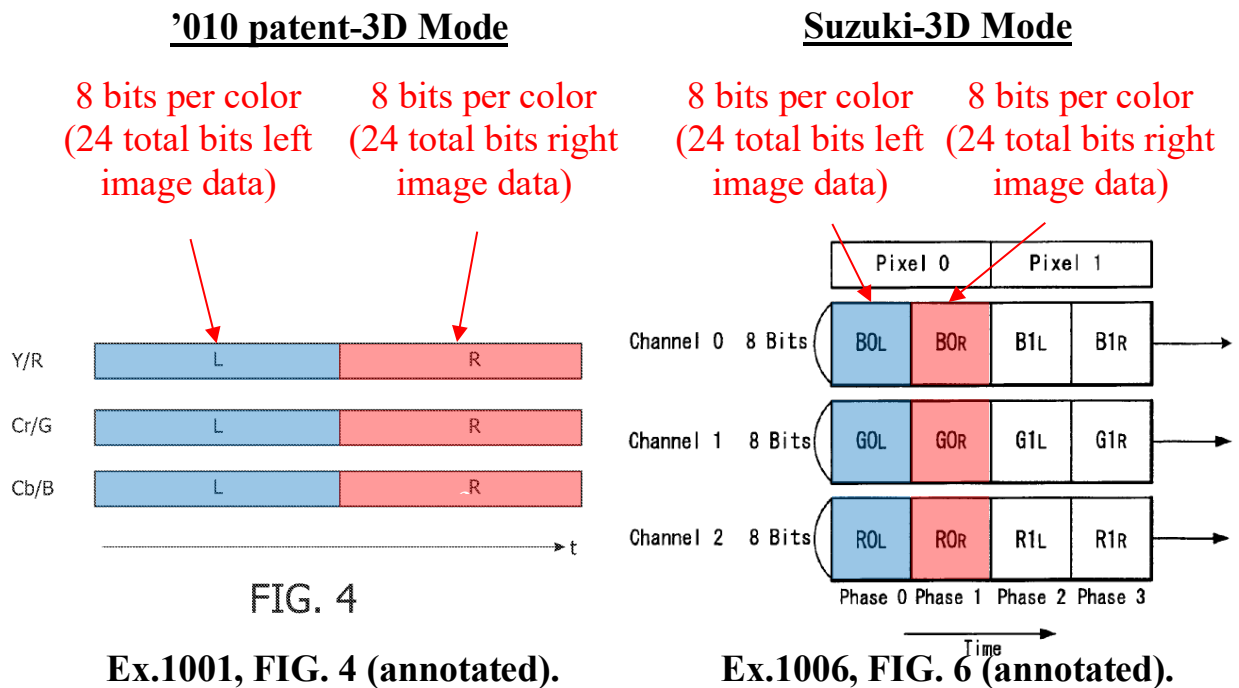 ’010 patent-3D Mode
8 bits per color
(24 total bits left
image data)
8 bits per color
(24 total bits right
image data)
Y/R
L
R
Cr/G
L
R
Cb/B
L
R
t
FIG. 4
Ex.1001, FIG. 4 (annotated).
Suzuki-3D Mode
8 bits per color
(24 total bits left
image data)
8 bits per color
(24 total bits right
image data)
Pixel 0
Pixel 1
Channel 0 8 Bits
B0L
B0R
B1L
B1R
Channel 1 8 Bits
G0L
G0R
G1L
G1R
Channel 2 8 Bits
R0L
R0R
R1L
R1R
Phase 0 Phase 1 Phase 2 Phase 3
Time
Ex.1006, FIG. 6 (annotated).